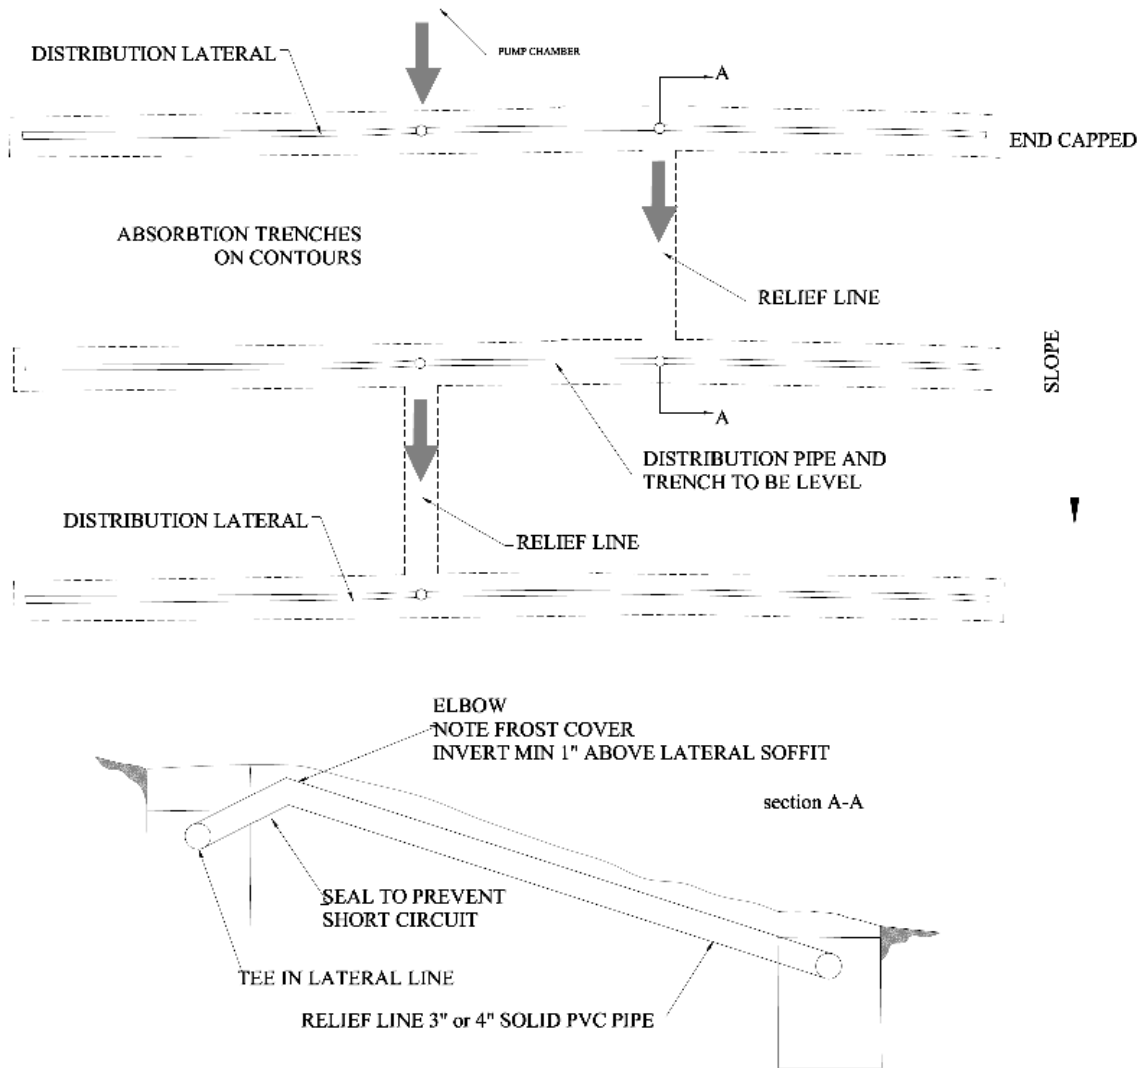 PUMP CHAMBER
DISTRIBUTION LATERAL
A
END CAPPED
ABSORBTION TRENCHES
ON CONTOURS
RELIEF LINE
SLOPE
A
DISTRIBUTION PIPE AND
TRENCH TO BE LEVEL
DISTRIBUTION LATERAL
RELIEF LINE
ELBOW
NOTE FROST COVER
INVERT MIN 1" ABOVE LATERAL SOFFIT
section A-A
SEAL TO PREVENT
SHORT CIRCUIT
TEE IN LATERAL LINE
RELIEF LINE 3" or 4" SOLID PVC PIPE